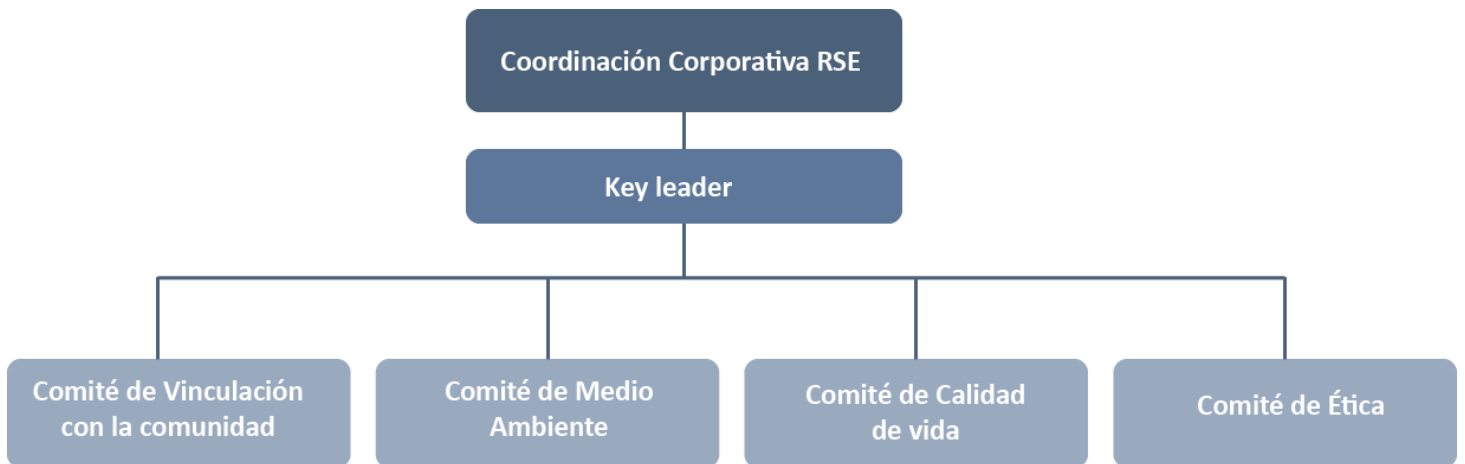 Coordinación Corporativa RSE
Key leader
Comité de Vinculación
con la comunidad
Comité de Medio
Ambiente
Comité de Calidad
de vida
Comité de Ética